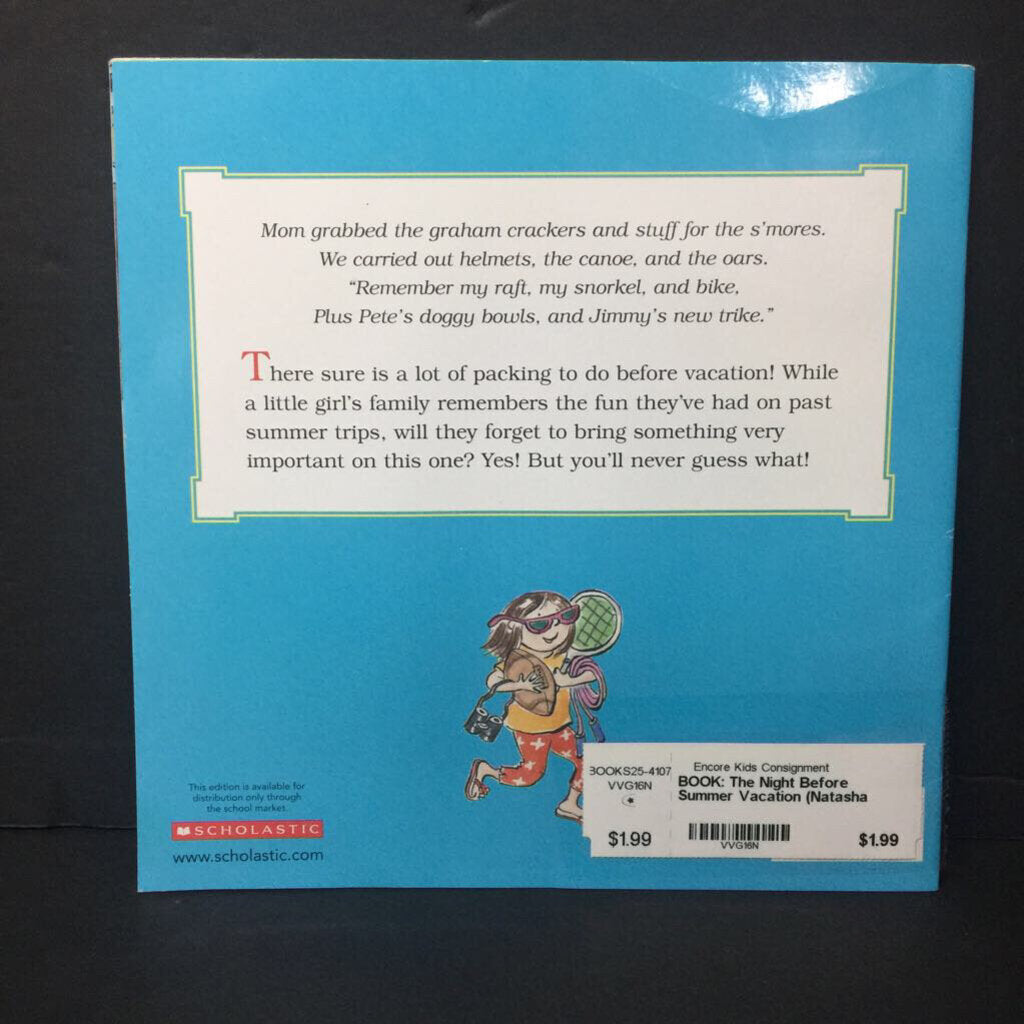 Mom grabbed the graham crackers and stuff for the s'mores.
We carried out helmets, the canoe, and the oars.
"Remember my raft, my snorkel, and bike,
Plus Pete's doggy bowls, and Jimmy's new trike."
There sure is a lot of packing to do before vacation! While
a little girl's family remembers the fun they've had on past
summer trips, will they forget to bring something very
important on this one? Yes! But you'll never guess what!
This edition is available for
distribution only through
the school market.
SCHOLASTIC
www.scholastic.com
BOOKS25-4107
VVG16N
$1.99
Encore Kids Consignment
BOOK: The Night Before
Summer Vacation (Natasha
VVG16N
$1.99